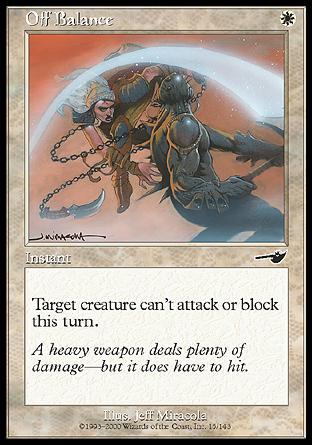 Off Balance
J. MIRACOLA
Instant
Target creature can't attack or block
this turn.
A heavy weapon deals plenty of
damage—but it does have to hit.
Illus. Jeff Miracola
©1993-2000 Wizards of the Coast, Inc. 15/143